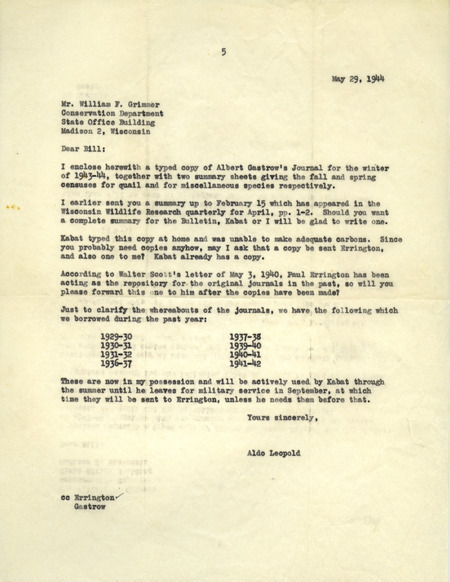 5
May 29, 1944
Mr. William F. Grimmer
Conservation Department
State Office Building
Madison 2, Wisconsin
Dear Bill:
I enclose herewith a typed copy of Albert Gastrow's Journal for the winter
of 1943-44, together with two summary sheets giving the fall and spring
censuses for quail and for miscellaneous species respectively.
I earlier sent you a summary up to February 15 which has appeared in the
Wisconsin Wildlife Research quarterly for April, pp. 1-2. Should you want
a complete summary for the Bulletin, Kabat or I will be glad to write one.
Kabat typed this copy at home and was unable to make adequate carbons. Since
you probably need copies anyhow, may I ask that a copy be sent Errington,
and also one to me? Kabat already has a copy.
According to Walter Scott's letter of May 3, 1940, Paul Errington has been
acting as the repository for the original journals in the past, so will you
please forward this one to him after the copies have been made?
Just to clarify the whereabouts of the journals, we have the following which
we borrowed during the past year:
1929-30 1937-38
1930-31 1939-40
1931-32 1940-41
1936-37 1941-42
These are now in my possession and will be actively used by Kabat through
the summer until he leaves for military service in September, at which
time they will be sent to Errington, unless he needs them before that.
Yours sincerely,
Aldo Leopold
cc Errington
Gastrow